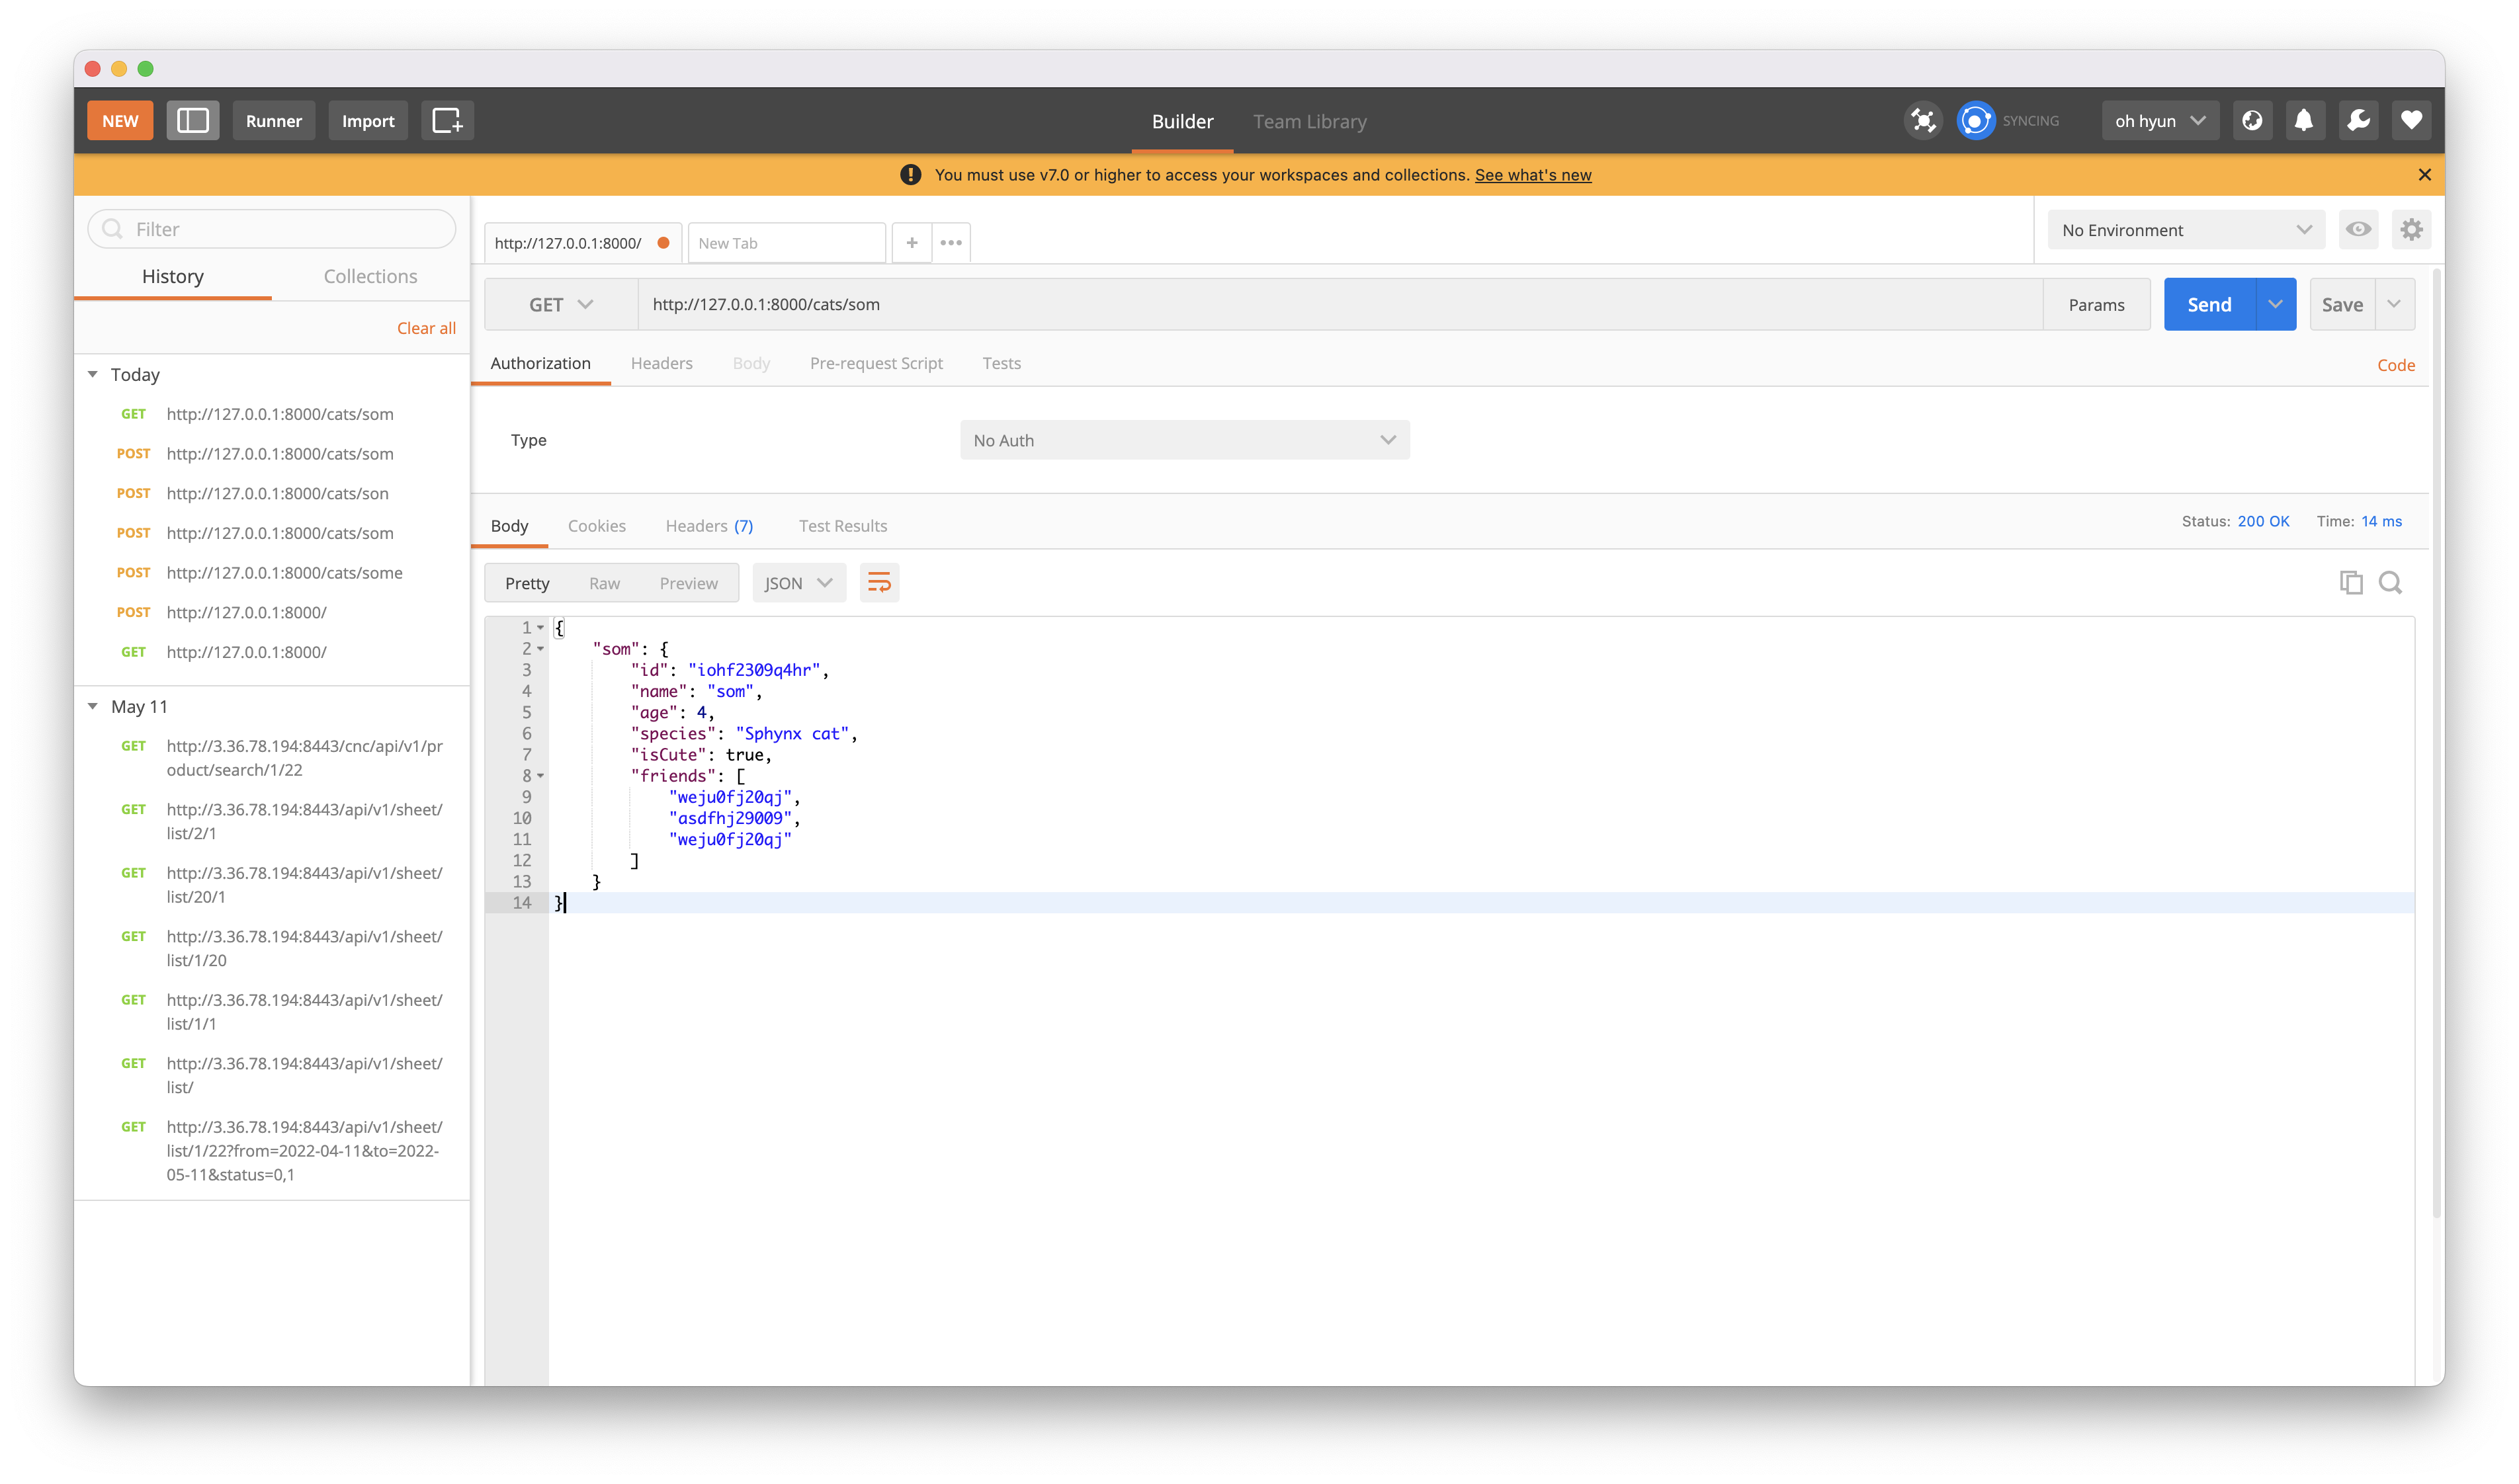 NEW
Runner
Import
Builder
Team Library
SYNCING
oh hyun
You must use v7.0 or higher to access your workspaces and collections. See what's new
Filter
History
Collections
Clear all
Today
GET http://127.0.0.1:8000/cats/som
POST http://127.0.0.1:8000/cats/som
POST http://127.0.0.1:8000/cats/son
POST http://127.0.0.1:8000/cats/som
POST http://127.0.0.1:8000/cats/some
POST http://127.0.0.1:8000/
GET http://127.0.0.1:8000/
May 11
GET http://3.36.78.194:8443/cnc/api/v1/pr
oduct/search/1/22
GET http://3.36.78.194:8443/api/v1/sheet/
list/2/1
GET http://3.36.78.194:8443/api/v1/sheet/
list/20/1
GET http://3.36.78.194:8443/api/v1/sheet/
list/1/20
GET http://3.36.78.194:8443/api/v1/sheet/
list/1/1
GET http://3.36.78.194:8443/api/v1/sheet/
list/
GET http://3.36.78.194:8443/api/v1/sheet/
list/1/22?from=2022-04-11&to=2022-
05-11&status=0,1
http://127.0.0.1:8000/
New Tab
No Environment
GET
http://127.0.0.1:8000/cats/som
Params
Send
Save
Authorization
Headers
Body
Pre-request Script
Tests
Code
Type
No Auth
Body
Cookies
Headers (7)
Test Results
Status: 200 OK
Time: 14 ms
Pretty
Raw
Preview
JSON
1 {
2 "som": {
3 "id": "iohf2309q4hr",
4 "name": "som",
5 "age": 4,
6 "species": "Sphynx cat",
7 "isCute": true,
8 "friends": [
9 "weju0fj20qj",
10 "asdfhj29009",
11 "weju0fj20qj"
12 ]
13 }
14 }